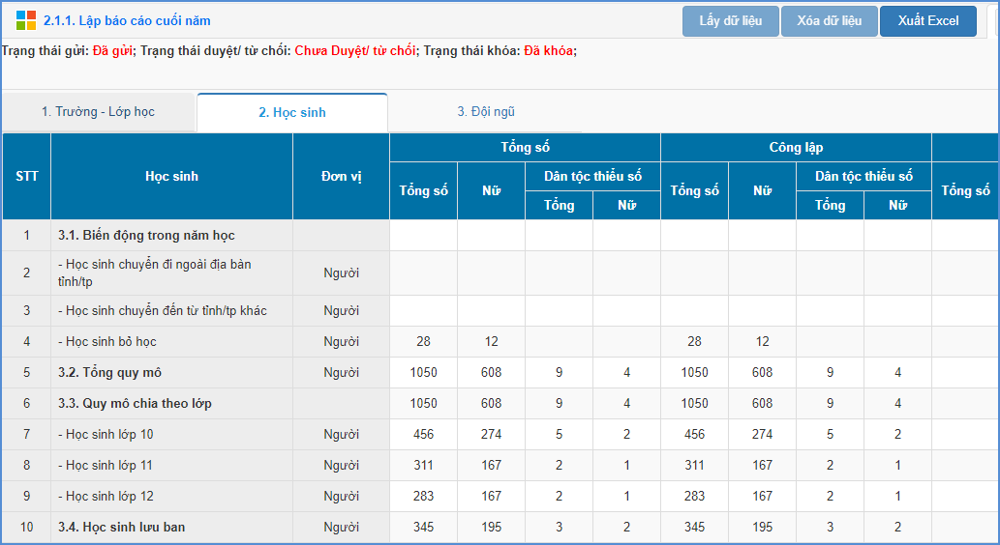 2.1.1. Lập báo cáo cuối năm
Lấy dữ liệu Xóa dữ liệu Xuất Excel
Trạng thái gửi: Đã gửi; Trạng thái duyệt/ từ chối: Chưa Duyệt/ từ chối; Trạng thái khóa: Đã khóa;
1. Trường - Lớp học 2. Học sinh 3. Đội ngũ
STT Học sinh Đơn vị Tổng số Công lập
Tổng số Nữ Dân tộc thiểu số Tổng số Nữ Dân tộc thiểu số Tổng số
Tổng Nữ Tổng Nữ
1 3.1. Biến động trong năm học
2 - Học sinh chuyển đi ngoài địa bàn
tỉnh/tp Người
3 - Học sinh chuyển đến từ tỉnh/tp khác Người
4 - Học sinh bỏ học Người 28 12 28 12
5 3.2. Tổng quy mô Người 1050 608 9 4 1050 608 9 4
6 3.3. Quy mô chia theo lớp 1050 608 9 4 1050 608 9 4
7 - Học sinh lớp 10 Người 456 274 5 2 456 274 5 2
8 - Học sinh lớp 11 Người 311 167 2 1 311 167 2 1
9 - Học sinh lớp 12 Người 283 167 2 1 283 167 2 1
10 3.4. Học sinh lưu ban Người 345 195 3 2 345 195 3 2